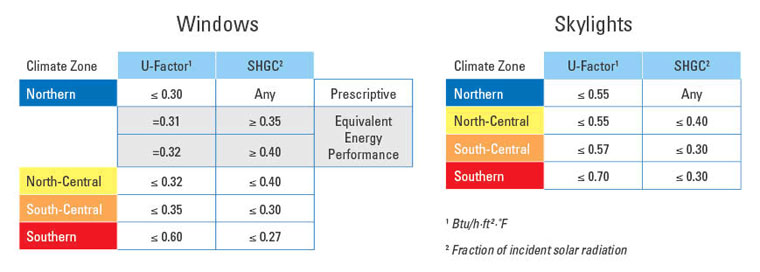 Windows
Climate Zone U-Factor¹ SHGC²
Northern ≤ 0.30 Any Prescriptive
=0.31 ≥ 0.35 Equivalent
Energy
=0.32 ≥ 0.40 Performance
North-Central ≤ 0.32 ≤ 0.40
South-Central ≤ 0.35 ≤ 0.30
Southern ≤ 0.60 ≤ 0.27
Skylights
Climate Zone U-Factor¹ SHGC²
Northern ≤ 0.55 Any
North-Central ≤ 0.55 ≤ 0.40
South-Central ≤ 0.57 ≤ 0.30
Southern ≤ 0.70 ≤ 0.30
¹ Btu/h·ft²·°F
² Fraction of incident solar radiation